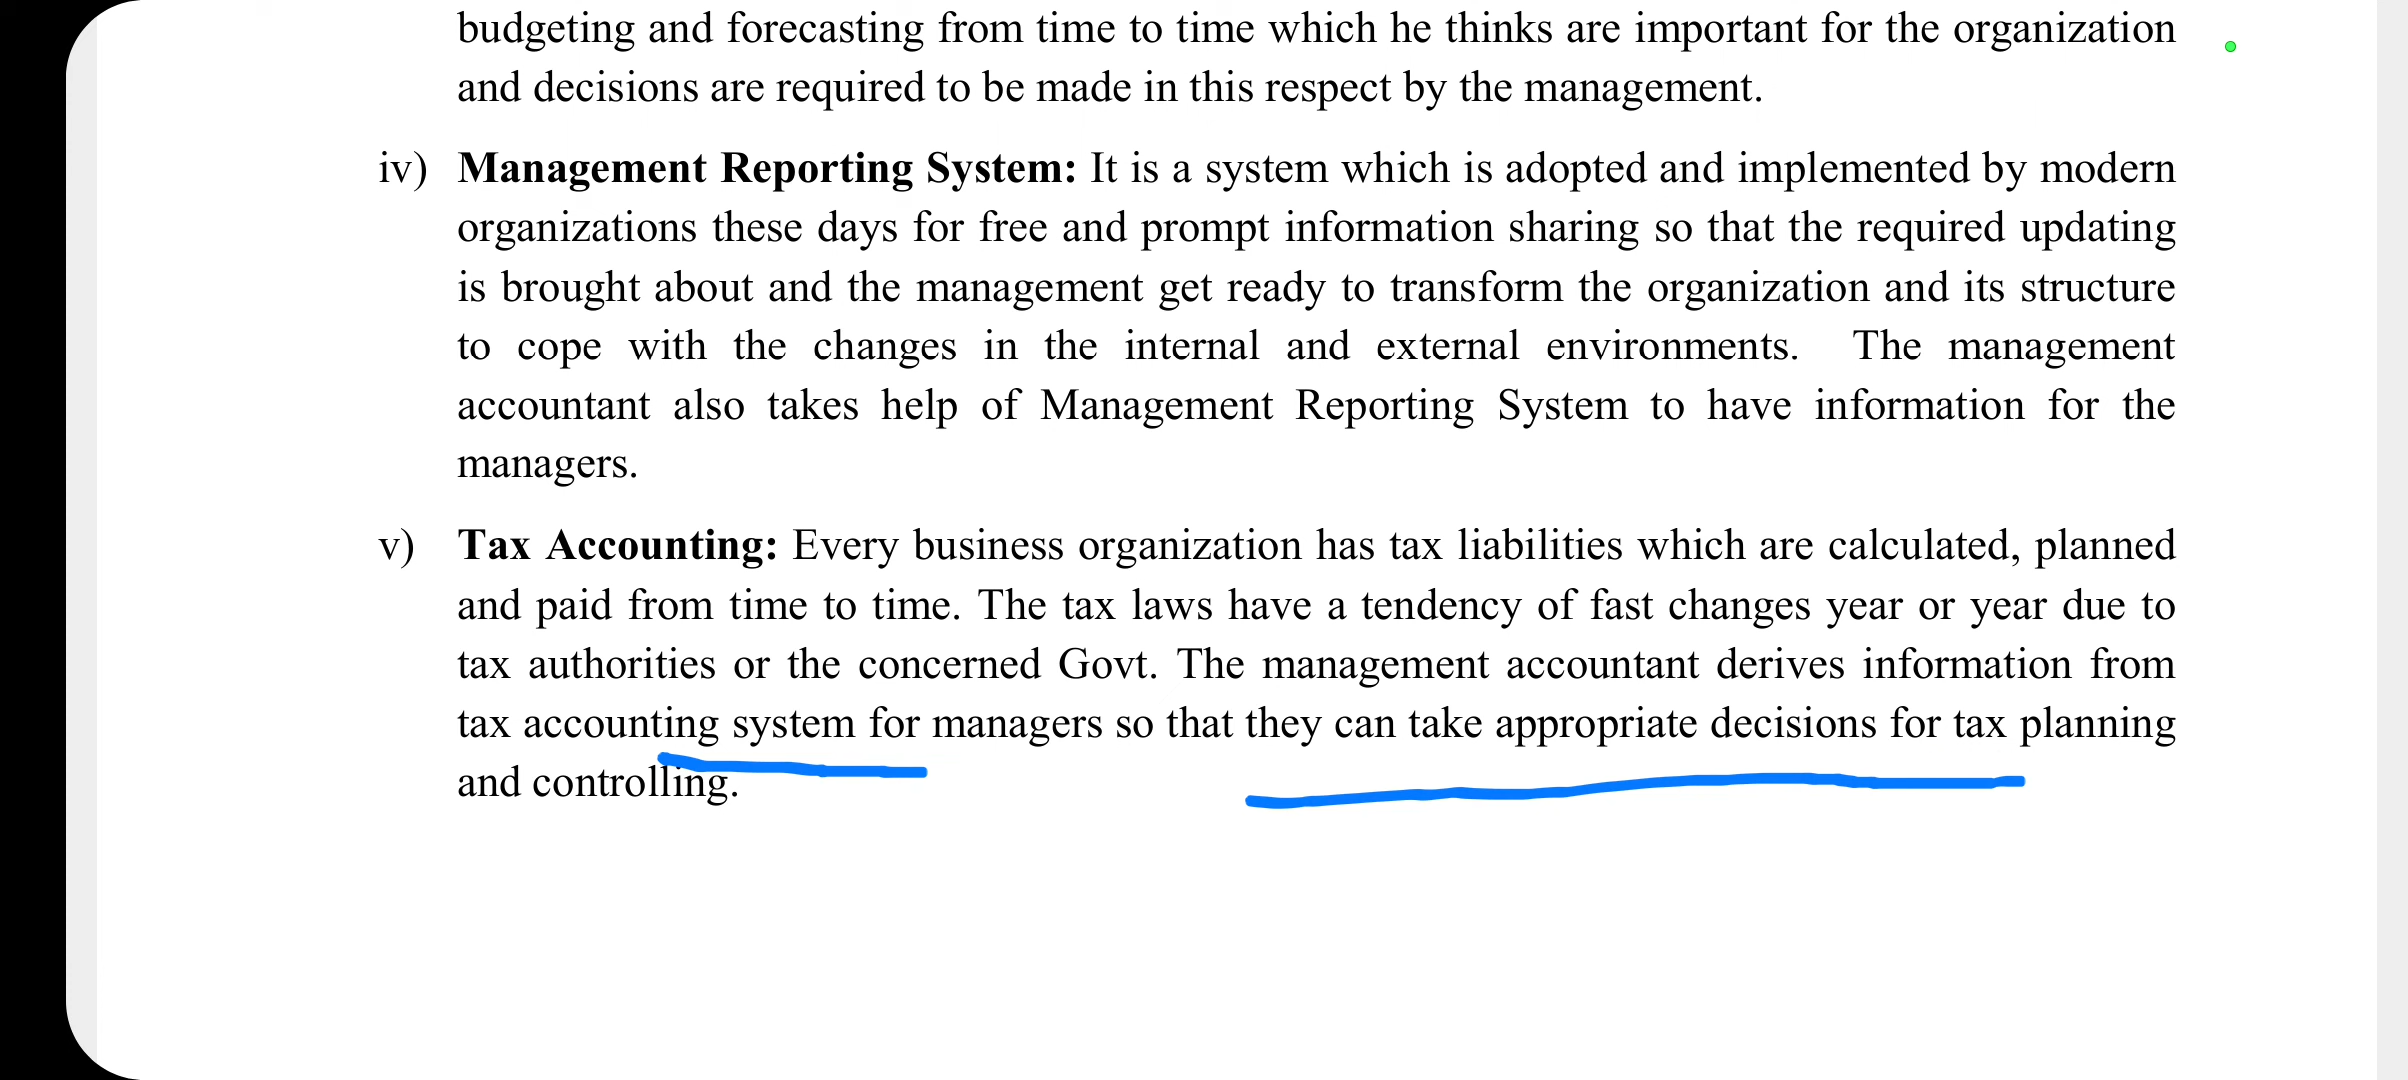 budgeting and forecasting from time to time which he thinks are important for the organization
and decisions are required to be made in this respect by the management.
iv) Management Reporting System: It is a system which is adopted and implemented by modern
organizations these days for free and prompt information sharing so that the required updating
is brought about and the management get ready to transform the organization and its structure
to cope with the changes in the internal and external environments. The management
accountant also takes help of Management Reporting System to have information for the
managers.
v) Tax Accounting: Every business organization has tax liabilities which are calculated, planned
and paid from time to time. The tax laws have a tendency of fast changes year or year due to
tax authorities or the concerned Govt. The management accountant derives information from
tax accounting system for managers so that they can take appropriate decisions for tax planning
and controlling.